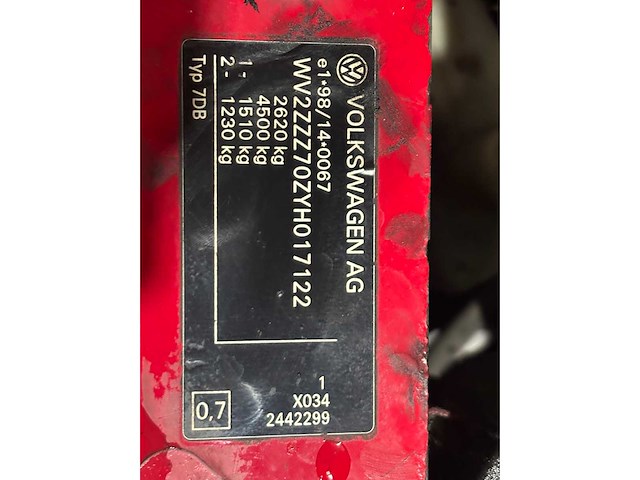 VOLKSWAGEN AG
e1*98/14*0067
WV2ZZZ70ZYH017122
2620 kg
4500 kg
1 - 1510 kg
2 - 1230 kg
Typ 7DB
1
X034
2442299
0,7